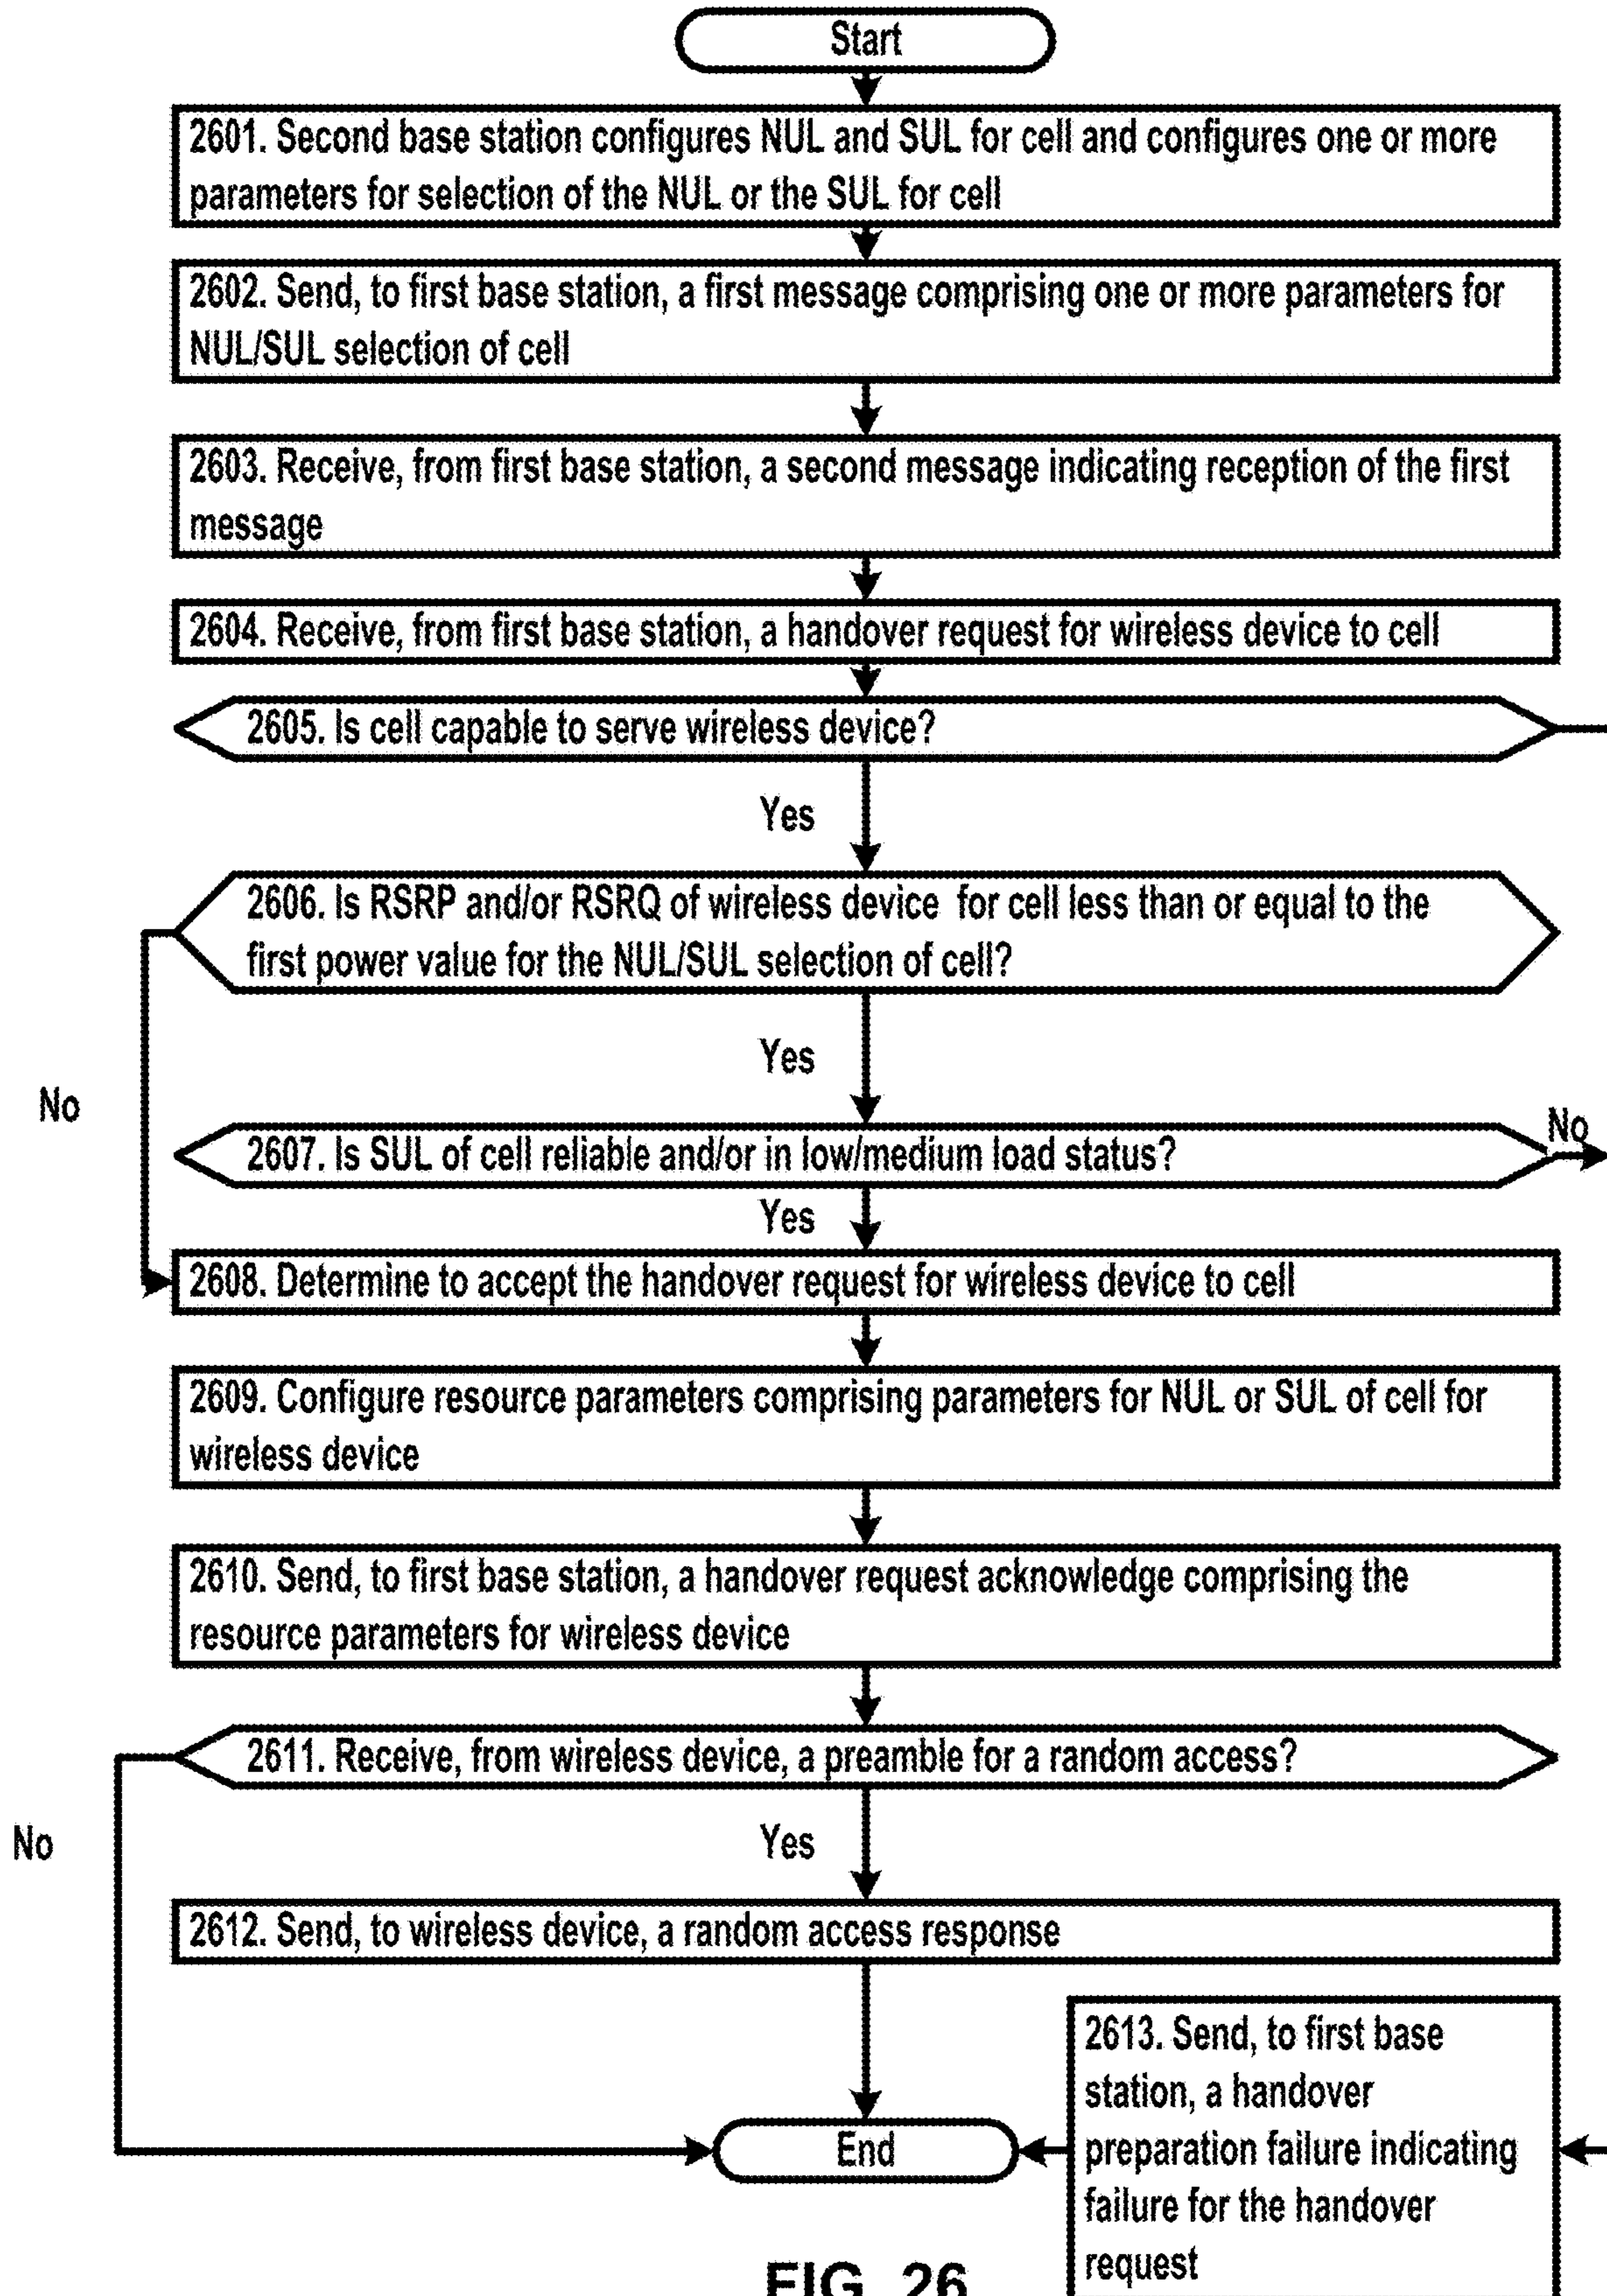 Start
2601. Second base station configures NUL and SUL for cell and configures one or more
parameters for selection of the NUL or the SUL for cell
2602. Send, to first base station, a first message comprising one or more parameters for
NUL/SUL selection of cell
2603. Receive, from first base station, a second message indicating reception of the first
message
2604. Receive, from first base station, a handover request for wireless device to cell
2605. Is cell capable to serve wireless device?
Yes
2606. Is RSRP and/or RSRQ of wireless device for cell less than or equal to the
first power value for the NUL/SUL selection of cell?
Yes
No
No
2607. Is SUL of cell reliable and/or in low/medium load status?
Yes
2608. Determine to accept the handover request for wireless device to cell
2609. Configure resource parameters comprising parameters for NUL or SUL of cell for
wireless device
2610. Send, to first base station, a handover request acknowledge comprising the
resource parameters for wireless device
2611. Receive, from wireless device, a preamble for a random access?
No
Yes
2612. Send, to wireless device, a random access response
2613. Send, to first base
station, a handover
preparation failure indicating
failure for the handover
request
End
FIG. 26